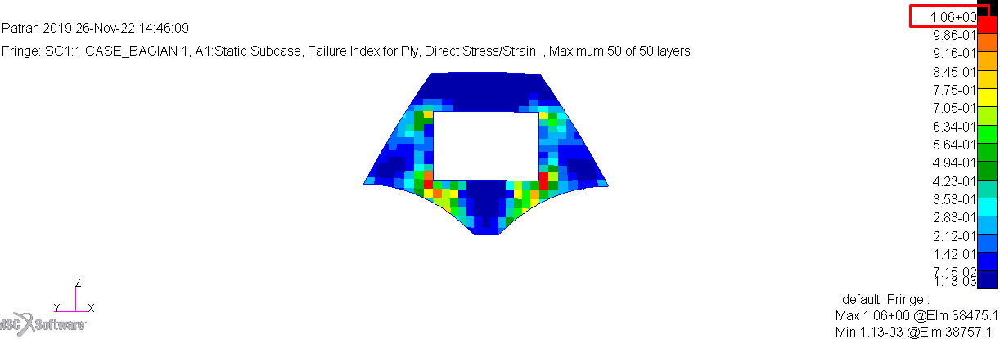 Patran 2019 26-Nov-22 14:46:09
Fringe: SC1:1 CASE_BAGIAN 1, A1:Static Subcase, Failure Index for Ply, Direct Stress/Strain, , Maximum,50 of 50 layers
1.06+00
9.86-01
9.16-01
8.45-01
7.75-01
7.05-01
6.34-01
5.64-01
4.94-01
4.23-01
3.53-01
2.83-01
2.12-01
1.42-01
7.15-02
1.13-03
default_Fringe :
Max 1.06+00 @Elm 38475.1
Min 1.13-03 @Elm 38757.1
Z
Y X
MSC Software